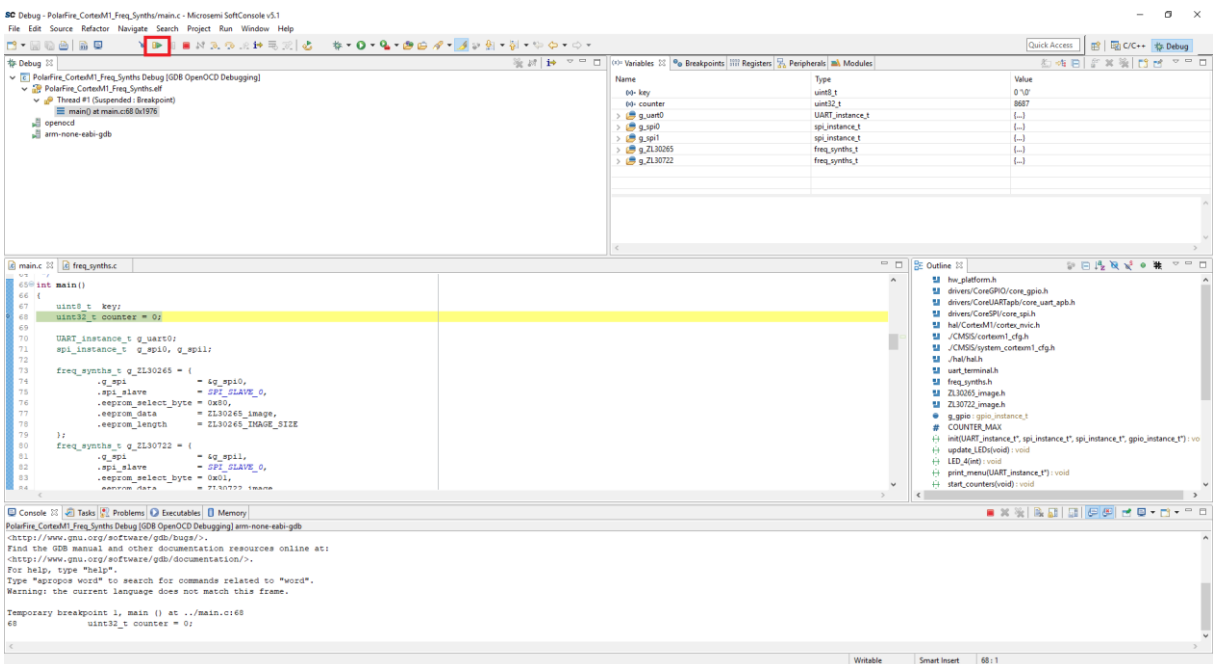 SC Debug - PolarFire_CortexM1_Freq_Synths/main.c - Microsemi SoftConsole v5.1
File Edit Source Refactor Navigate Search Project Run Window Help
Quick Access
C/C++
Debug
Debug
PolarFire_CortexM1_Freq_Synths Debug [GDB OpenOCD Debugging]
PolarFire_CortexM1_Freq_Synths.elf
Thread #1 (Suspended : Breakpoint)
main() at main.c:68 0x1976
openocd
arm-none-eabi-gdb
Variables Breakpoints Registers Peripherals Modules
Name Type Value
key uint8_t 0 '\0'
counter uint32_t 8687
g_uart0 UART_instance_t {...}
g_spi0 spi_instance_t {...}
g_spi1 spi_instance_t {...}
g_ZL30265 freq_synths_t {...}
g_ZL30722 freq_synths_t {...}
main.c freq_synths.c
65 int main()
66 {
67 uint8_t key;
68 uint32_t counter = 0;
69
70 UART_instance_t g_uart0;
71 spi_instance_t g_spi0, g_spi1;
72
73 freq_synths_t g_ZL30265 = {
74 .g_spi = &g_spi0,
75 .spi_slave = SPI_SLAVE_0,
76 .eeprom_select_byte = 0x80,
77 .eeprom_data = ZL30265_image,
78 .eeprom_length = ZL30265_IMAGE_SIZE
79 };
80 freq_synths_t g_ZL30722 = {
81 .g_spi = &g_spi1,
82 .spi_slave = SPI_SLAVE_0,
83 .eeprom_select_byte = 0x01,
84 .eeprom_data = ZL30722_image,
Outline
hw_platform.h
drivers/CoreGPIO/core_gpio.h
drivers/CoreUARTapb/core_uart_apb.h
drivers/CoreSPI/core_spi.h
hal/CortexM1/cortex_nvic.h
./CMSIS/cortexm1_cfg.h
./CMSIS/system_cortexm1_cfg.h
./hal/hal.h
uart_terminal.h
freq_synths.h
ZL30265_image.h
ZL30722_image.h
g_gpio : gpio_instance_t
COUNTER_MAX
init(UART_instance_t*, spi_instance_t*, spi_instance_t*, gpio_instance_t*) : vo
update_LEDs(void) : void
LED_4(int) : void
print_menu(UART_instance_t*) : void
start_counters(void) : void
Console Tasks Problems Executables Memory
PolarFire_CortexM1_Freq_Synths Debug [GDB OpenOCD Debugging] arm-none-eabi-gdb
<http://www.gnu.org/software/gdb/bugs/>.
Find the GDB manual and other documentation resources online at:
<http://www.gnu.org/software/gdb/documentation/>.
For help, type "help".
Type "apropos word" to search for commands related to "word".
Warning: the current language does not match this frame.
Temporary breakpoint 1, main () at ../main.c:68
68 uint32_t counter = 0;
Writable Smart Insert 68 : 1